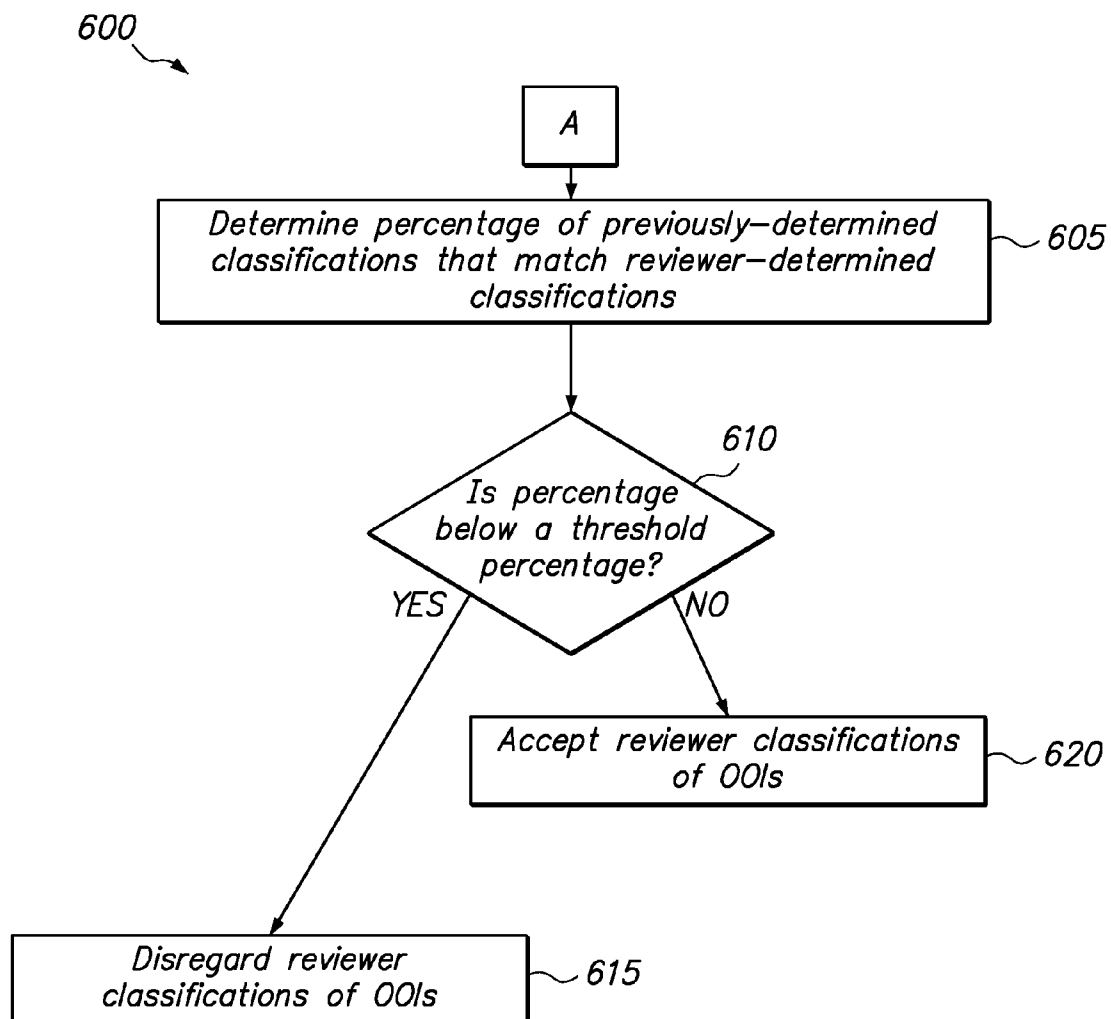 600
A
Determine percentage of previously-determined
classifications that match reviewer-determined
classifications
605
610
Is percentage
below a threshold
percentage?
YES
NO
Accept reviewer classifications
of OOIs
620
Disregard reviewer
classifications of OOIs
615